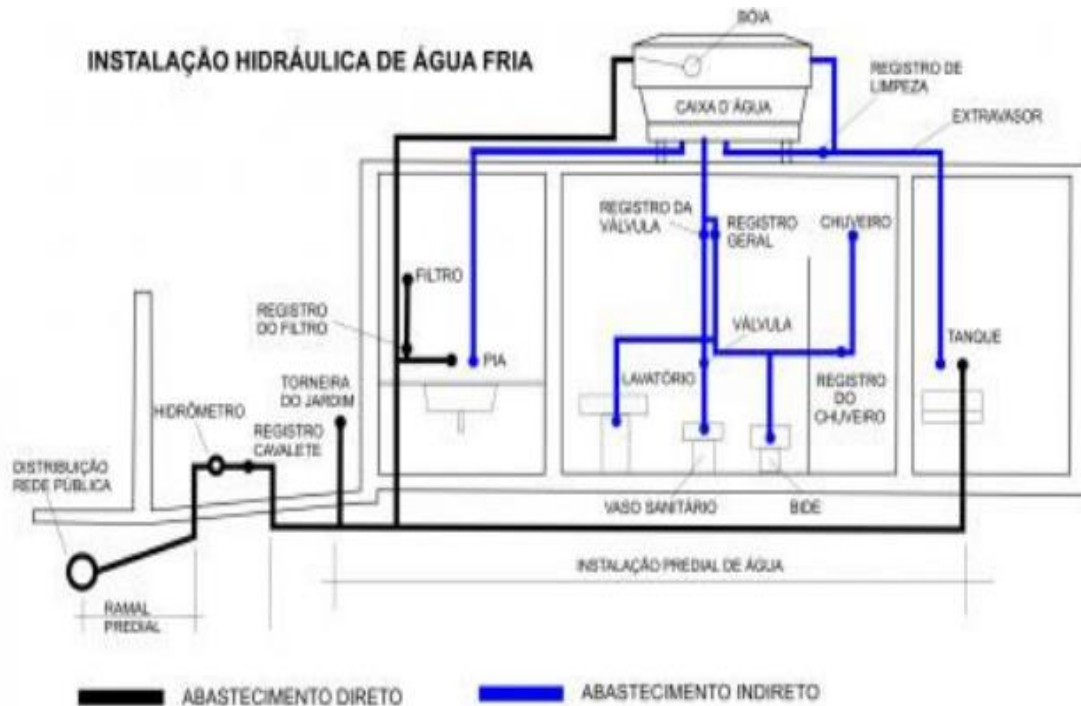 BÓIA
INSTALAÇÃO HIDRÁULICA DE ÁGUA FRIA
REGISTRO DE
LIMPEZA
CAIXA D'ÁGUA
EXTRAVASOR
REGISTRO DA
VÁLVULA
REGISTRO
GERAL
CHUVEIRO
FILTRO
REGISTRO
DO FILTRO
VÁLVULA
PIA
TANQUE
LAVATÓRIO
TORNEIRA
DO JARDIM
REGISTRO
DO
CHUVEIRO
HIDRÔMETRO
REGISTRO
CAVALETE
DISTRIBUIÇÃO
REDE PÚBLICA
VASO SANITÁRIO
BIDE
INSTALAÇÃO PREDIAL DE ÁGUA
RAMAL
PREDIAL
ABASTECIMENTO DIRETO
ABASTECIMENTO INDIRETO